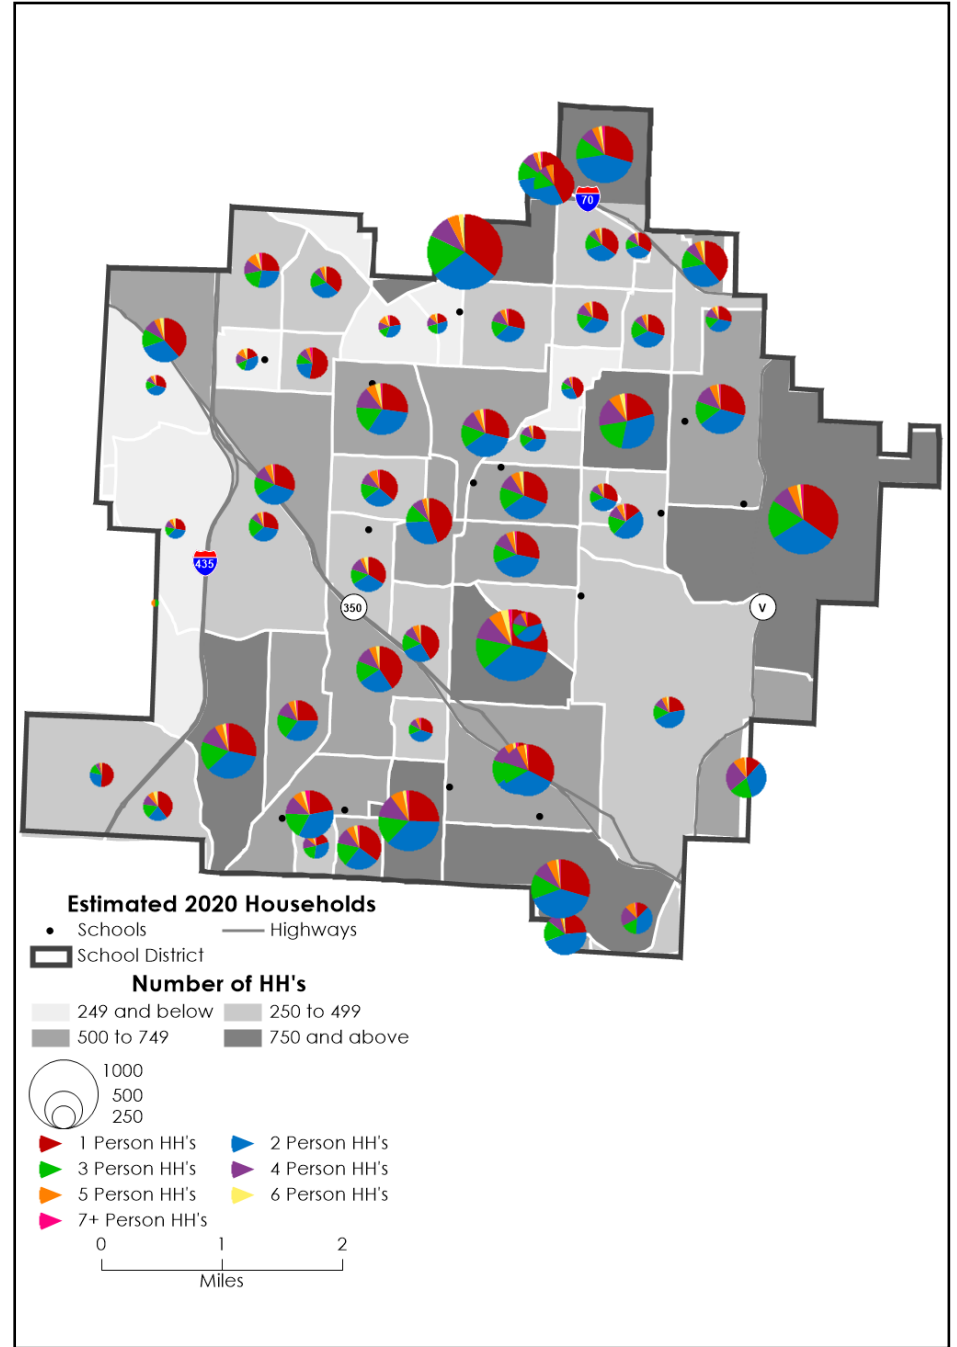 70
435
350
V
Estimated 2020 Households
Schools Highways
School District
Number of HH's
249 and below 250 to 499
500 to 749 750 and above
1000
500
250
1 Person HH's 2 Person HH's
3 Person HH's 4 Person HH's
5 Person HH's 6 Person HH's
7+ Person HH's
0 1 2
Miles